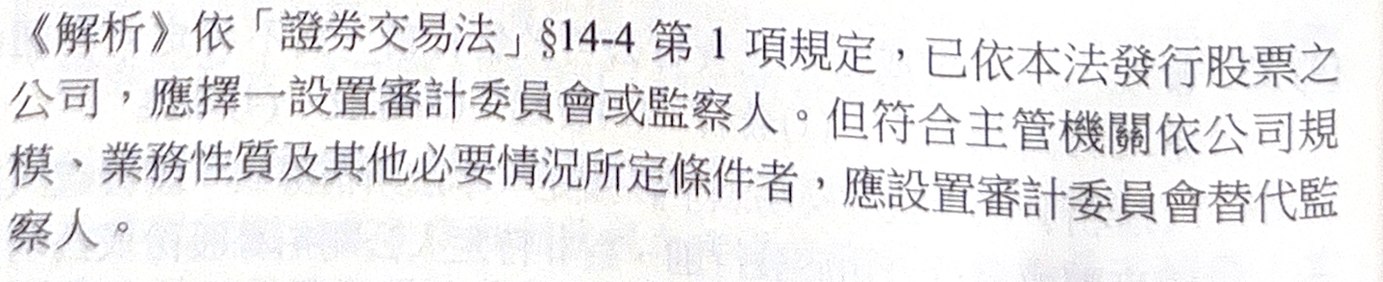 《解析》依「證券交易法」§14-4 第 1 項規定，已依本法發行股票之
公司，應擇一設置審計委員會或監察人。但符合主管機關依公司規
模、業務性質及其他必要情況所定條件者，應設置審計委員會替代監
察人。